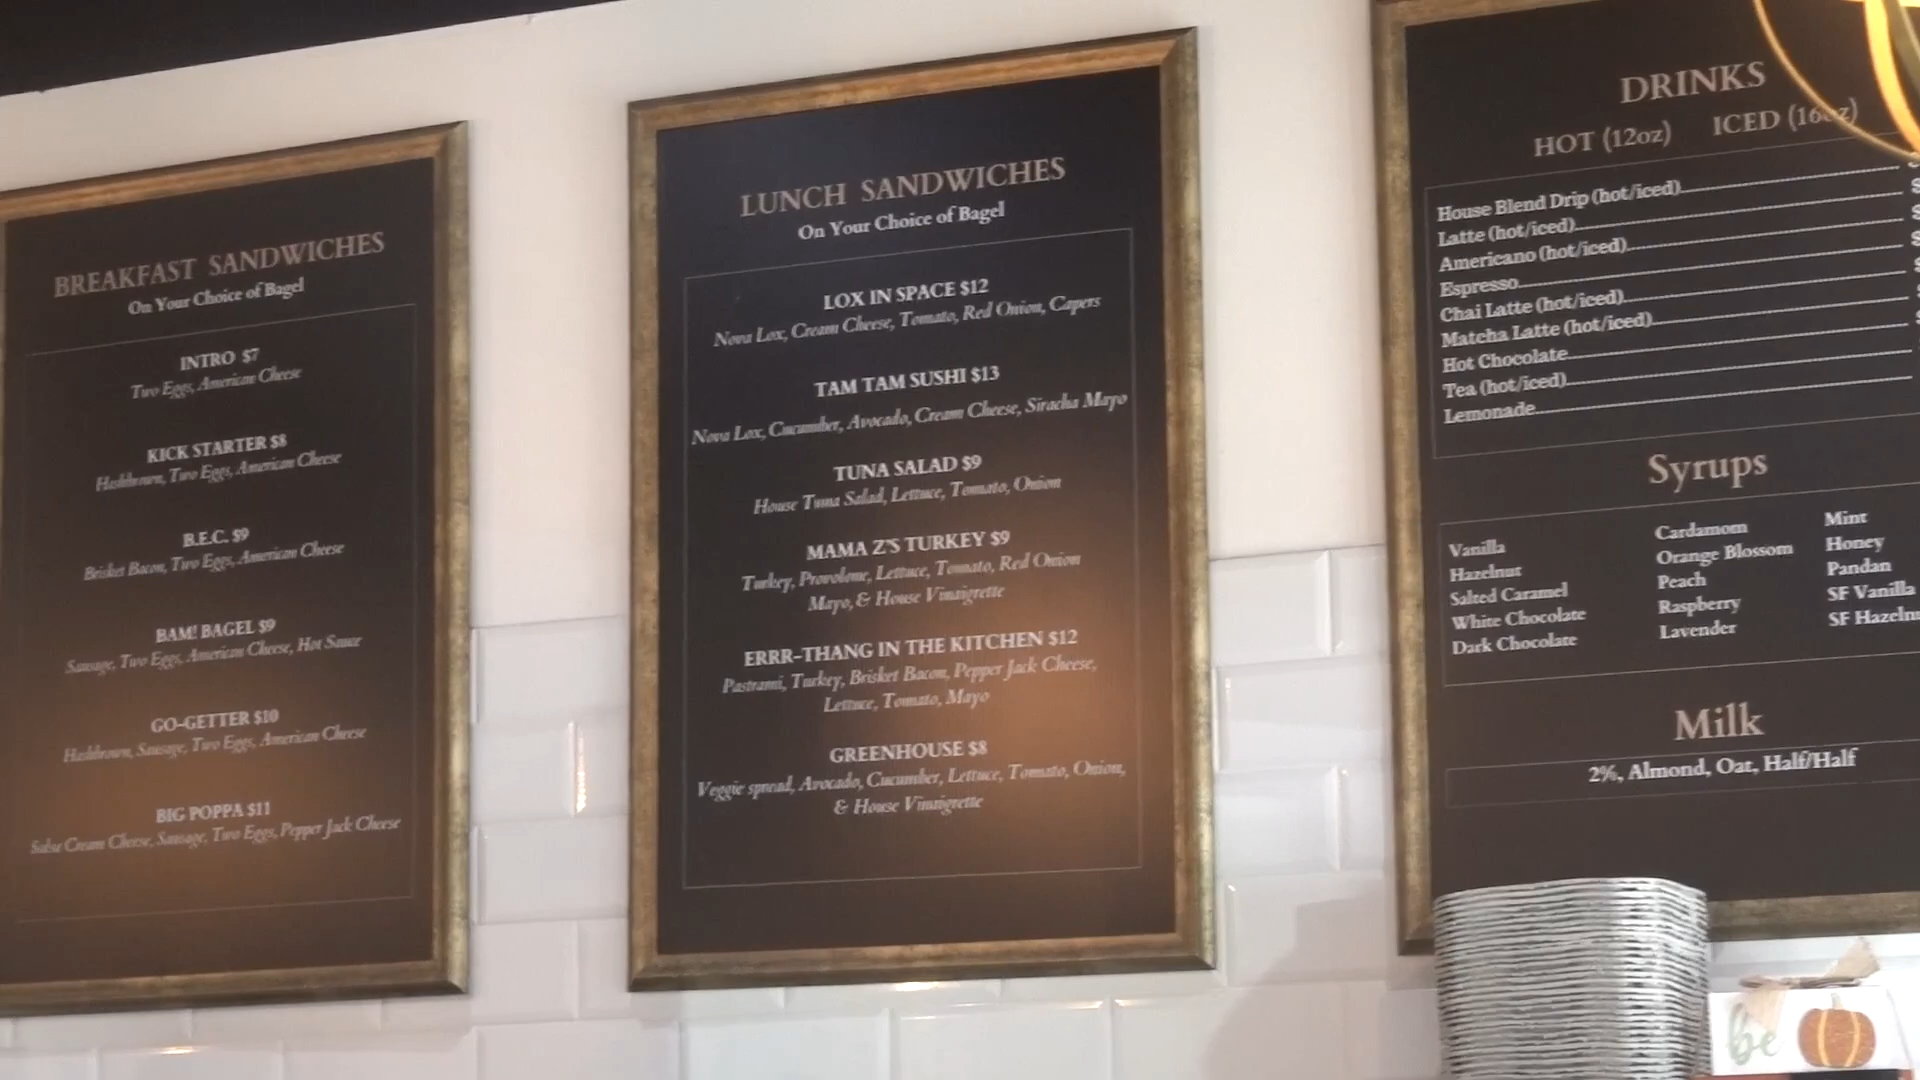 BREAKFAST SANDWICHES
On Your Choice of Bagel
INTRO $7
Two Eggs, American Cheese
KICK STARTER $8
Hashbrown, Two Eggs, American Cheese
B.E.C. $9
Brisket Bacon, Two Eggs, American Cheese
BAM! BAGEL $9
Sausage, Two Eggs, American Cheese, Hot Sauce
GO-GETTER $10
Hashbrown, Sausage, Two Eggs, American Cheese
BIG POPPA $11
Salsa Cream Cheese, Sausage, Two Eggs, Pepper Jack Cheese
LUNCH SANDWICHES
On Your Choice of Bagel
LOX IN SPACE $12
Nova Lox, Cream Cheese, Tomato, Red Onion, Capers
TAM TAM SUSHI $13
Nova Lox, Cucumber, Avocado, Cream Cheese, Siracha Mayo
TUNA SALAD $9
House Tuna Salad, Lettuce, Tomato, Onion
MAMA Z'S TURKEY $9
Turkey, Provolone, Lettuce, Tomato, Red Onion
Mayo, & House Vinaigrette
ERRR-THANG IN THE KITCHEN $12
Pastrami, Turkey, Brisket Bacon, Pepper Jack Cheese,
Lettuce, Tomato, Mayo
GREENHOUSE $8
Veggie spread, Avocado, Cucumber, Lettuce, Tomato, Onion,
& House Vinaigrette
DRINKS
HOT (12oz) ICED (16oz)
House Blend Drip (hot/iced)
Latte (hot/iced)
Americano (hot/iced)
Espresso
Chai Latte (hot/iced)
Matcha Latte (hot/iced)
Hot Chocolate
Tea (hot/iced)
Lemonade
Syrups
Vanilla
Hazelnut
Salted Caramel
White Chocolate
Dark Chocolate
Cardamom
Orange Blossom
Peach
Raspberry
Lavender
Mint
Honey
Pandan
SF Vanilla
SF Hazeln
Milk
2%, Almond, Oat, Half/Half
be